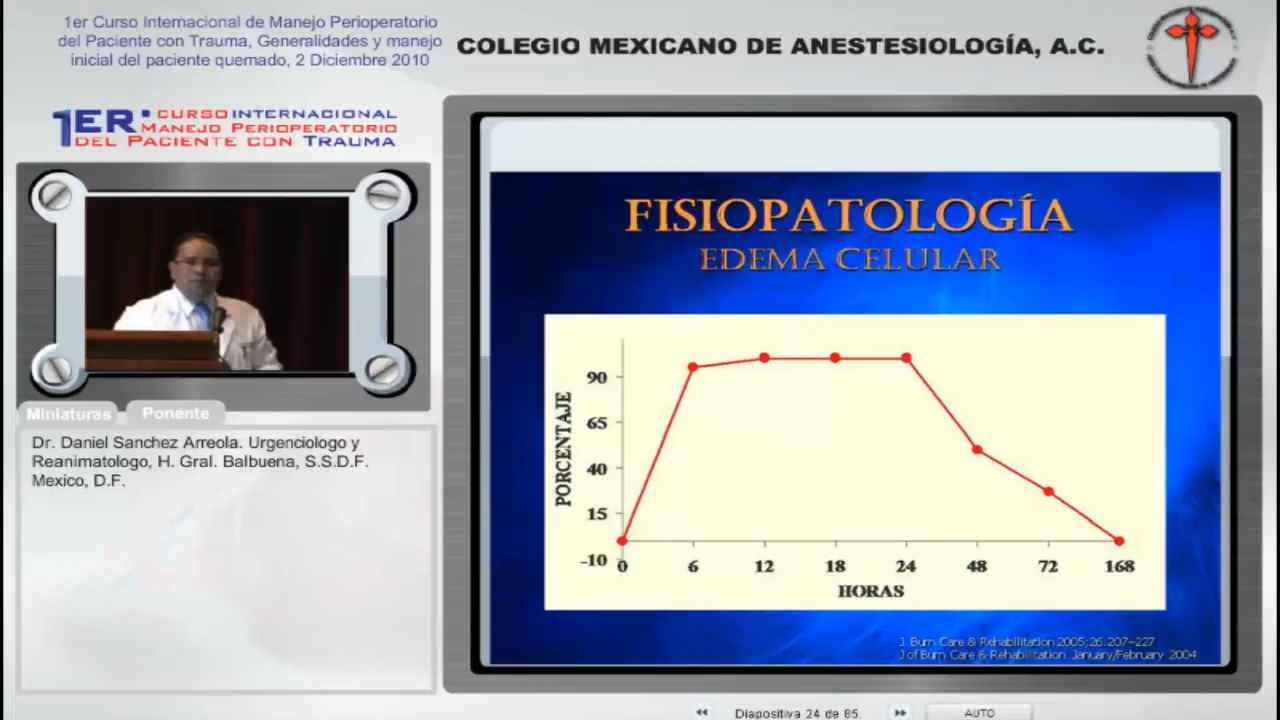 1er Curso Internacional de Manejo Perioperatorio
del Paciente con Trauma, Generalidades y manejo
inicial del paciente quemado, 2 Diciembre 2010
COLEGIO MEXICANO DE ANESTESIOLOGÍA, A.C.
1ER. CURSO INTERNACIONAL
MANEJO PERIOPERATORIO
DEL PACIENTE CON TRAUMA
Miniaturas
Ponente
Dr. Daniel Sanchez Arreola. Urgenciologo y
Reanimatologo, H. Gral. Balbuena, S.S.D.F.
Mexico, D.F.
FISIOPATOLOGÍA
EDEMA CELULAR
PORCENTAJE
90
65
40
15
-10
0 6 12 18 24 48 72 168
HORAS
J. Burn Care & Rehabilitation 2005;26:207–227
J of Burn Care & Rehabilitation January/February 2004
Diapositiva 24 de 85.
AUTO